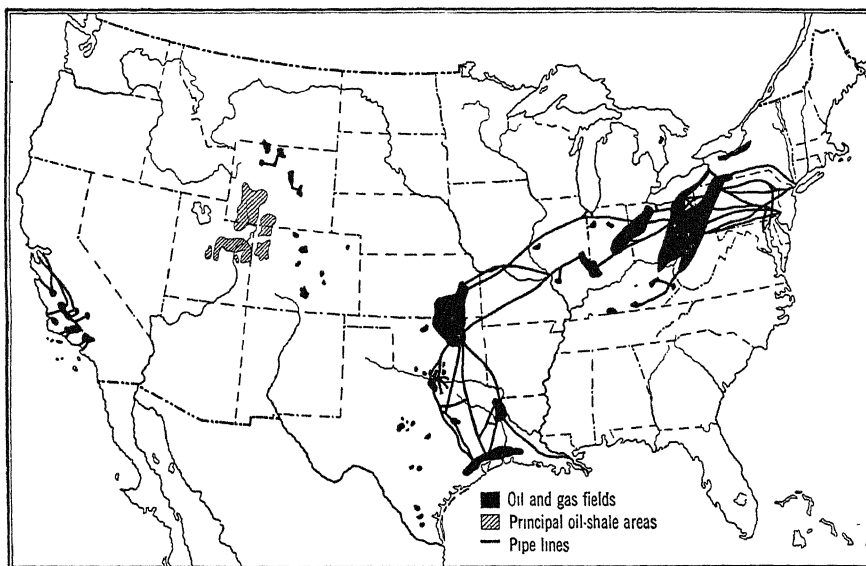 Oil and gas fields
Principal oil-shale areas
Pipe lines